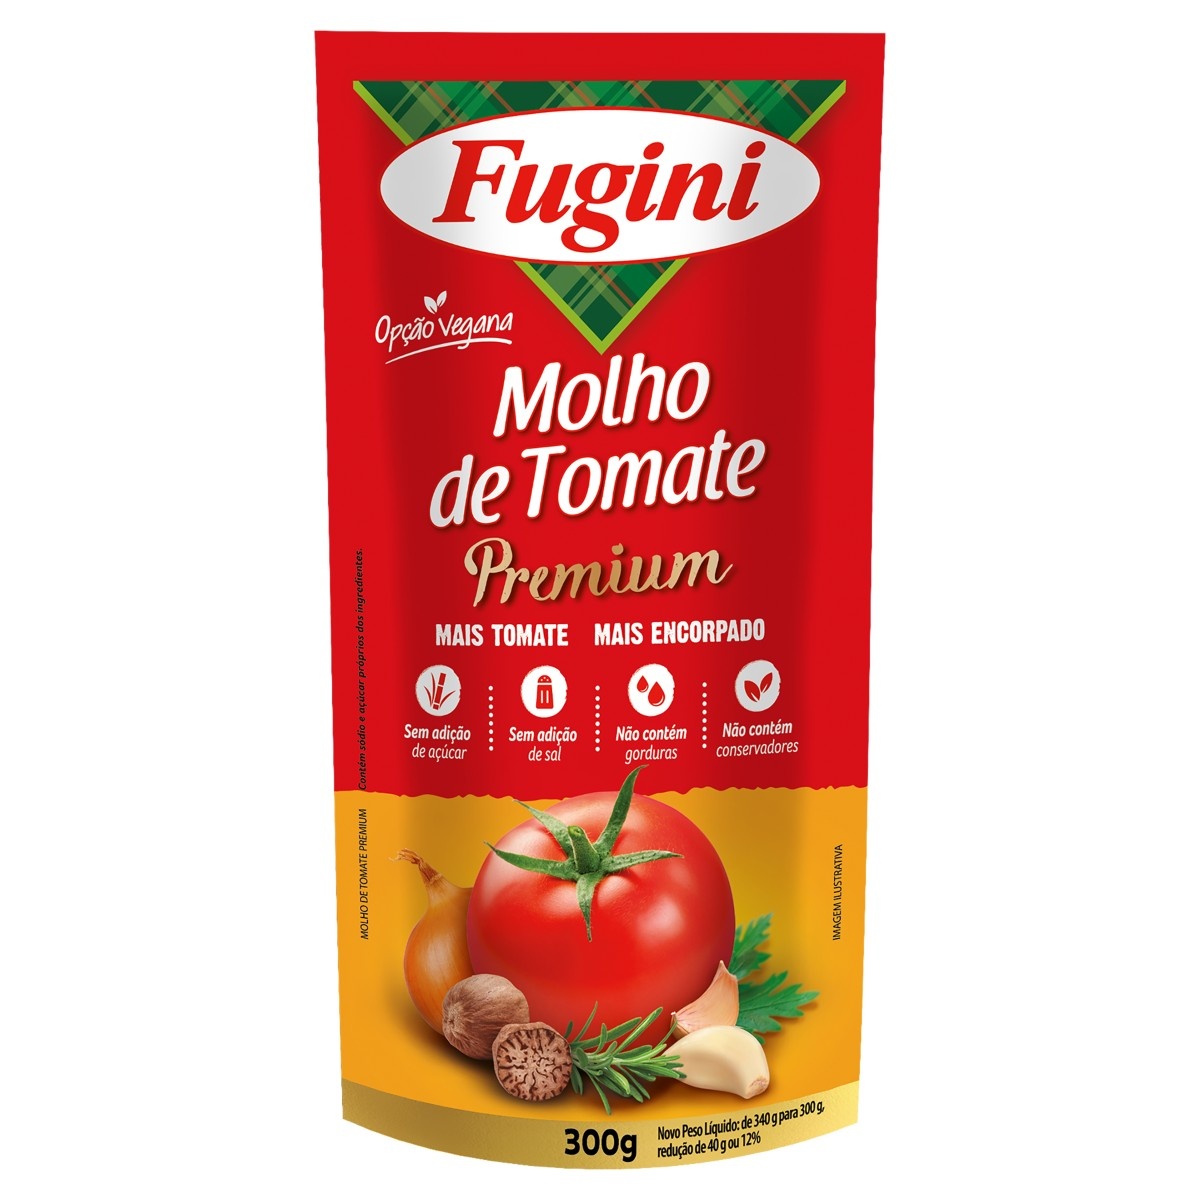 Fugini
Opção Vegana
Molho
de Tomate
Premium
MAIS TOMATE MAIS ENCORPADO
Sem adição
de açúcar
Sem adição
de sal
Não contém
gorduras
Não contém
conservadores
MOLHO DE TOMATE PREMIUM Contém sódio e açúcar próprios dos ingredientes.
IMAGEM ILUSTRATIVA
300g
Novo Peso Líquido: de 340 g para 300 g,
redução de 40 g ou 12%